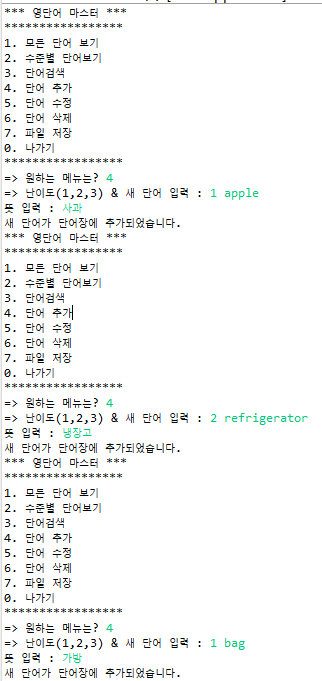 *** 영단어 마스터 ***
*****************
1. 모든 단어 보기
2. 수준별 단어보기
3. 단어검색
4. 단어 추가
5. 단어 수정
6. 단어 삭제
7. 파일 저장
0. 나가기
*****************
=> 원하는 메뉴는? 4
=> 난이도(1,2,3) & 새 단어 입력 : 1 apple
뜻 입력 : 사과
새 단어가 단어장에 추가되었습니다.
*** 영단어 마스터 ***
*****************
1. 모든 단어 보기
2. 수준별 단어보기
3. 단어검색
4. 단어 추가
5. 단어 수정
6. 단어 삭제
7. 파일 저장
0. 나가기
*****************
=> 원하는 메뉴는? 4
=> 난이도(1,2,3) & 새 단어 입력 : 2 refrigerator
뜻 입력 : 냉장고
새 단어가 단어장에 추가되었습니다.
*** 영단어 마스터 ***
*****************
1. 모든 단어 보기
2. 수준별 단어보기
3. 단어검색
4. 단어 추가
5. 단어 수정
6. 단어 삭제
7. 파일 저장
0. 나가기
*****************
=> 원하는 메뉴는? 4
=> 난이도(1,2,3) & 새 단어 입력 : 1 bag
뜻 입력 : 가방
새 단어가 단어장에 추가되었습니다.